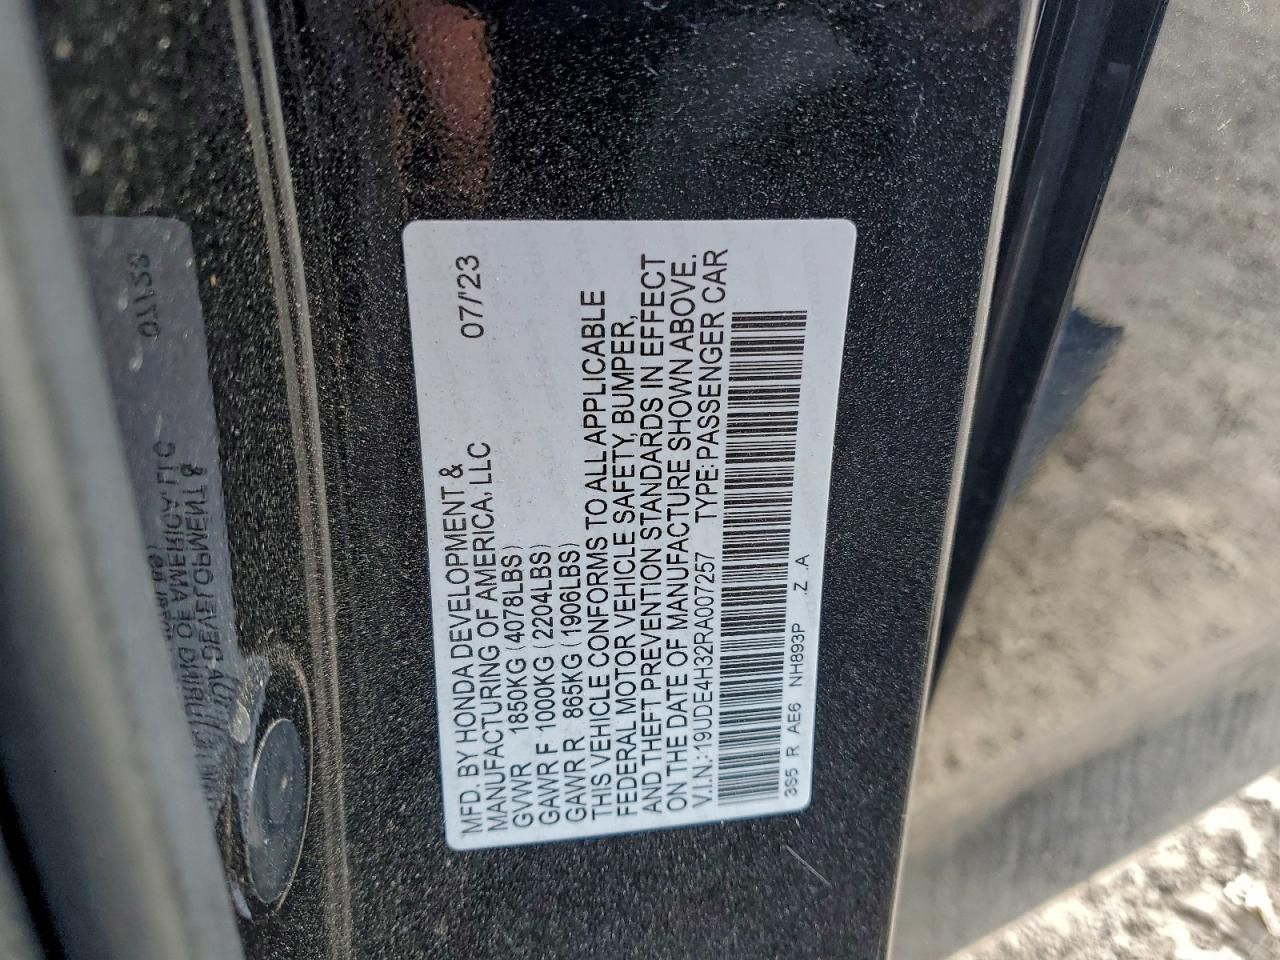 MFD. BY HONDA DEVELOPMENT &
MANUFACTURING OF AMERICA, LLC 07/'23
GVWR 1850KG (4078LBS)
GAWR F 1000KG (2204LBS)
GAWR R 865KG (1906LBS)
THIS VEHICLE CONFORMS TO ALL APPLICABLE
FEDERAL MOTOR VEHICLE SAFETY, BUMPER,
AND THEFT PREVENTION STANDARDS IN EFFECT
ON THE DATE OF MANUFACTURE SHOWN ABOVE.
V.I.N.: 19UDE4H32RA007257 TYPE: PASSENGER CAR
3S5 R AE6 NH893P Z A